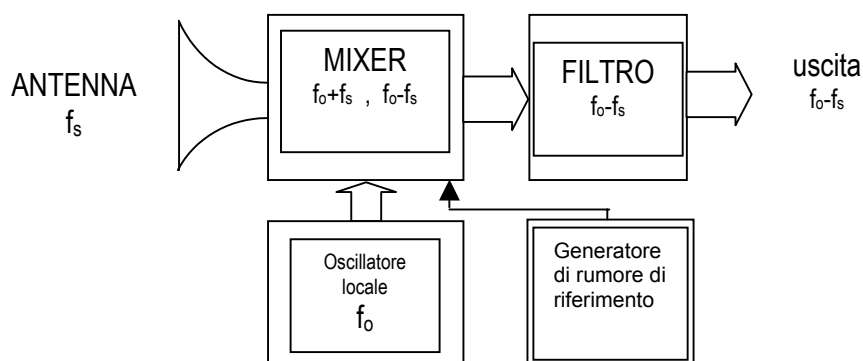 ANTENNA
fs
MIXER
fo+fs , fo-fs
FILTRO
fo-fs
uscita
fo-fs
Oscillatore
locale
fo
Generatore
di rumore di
riferimento